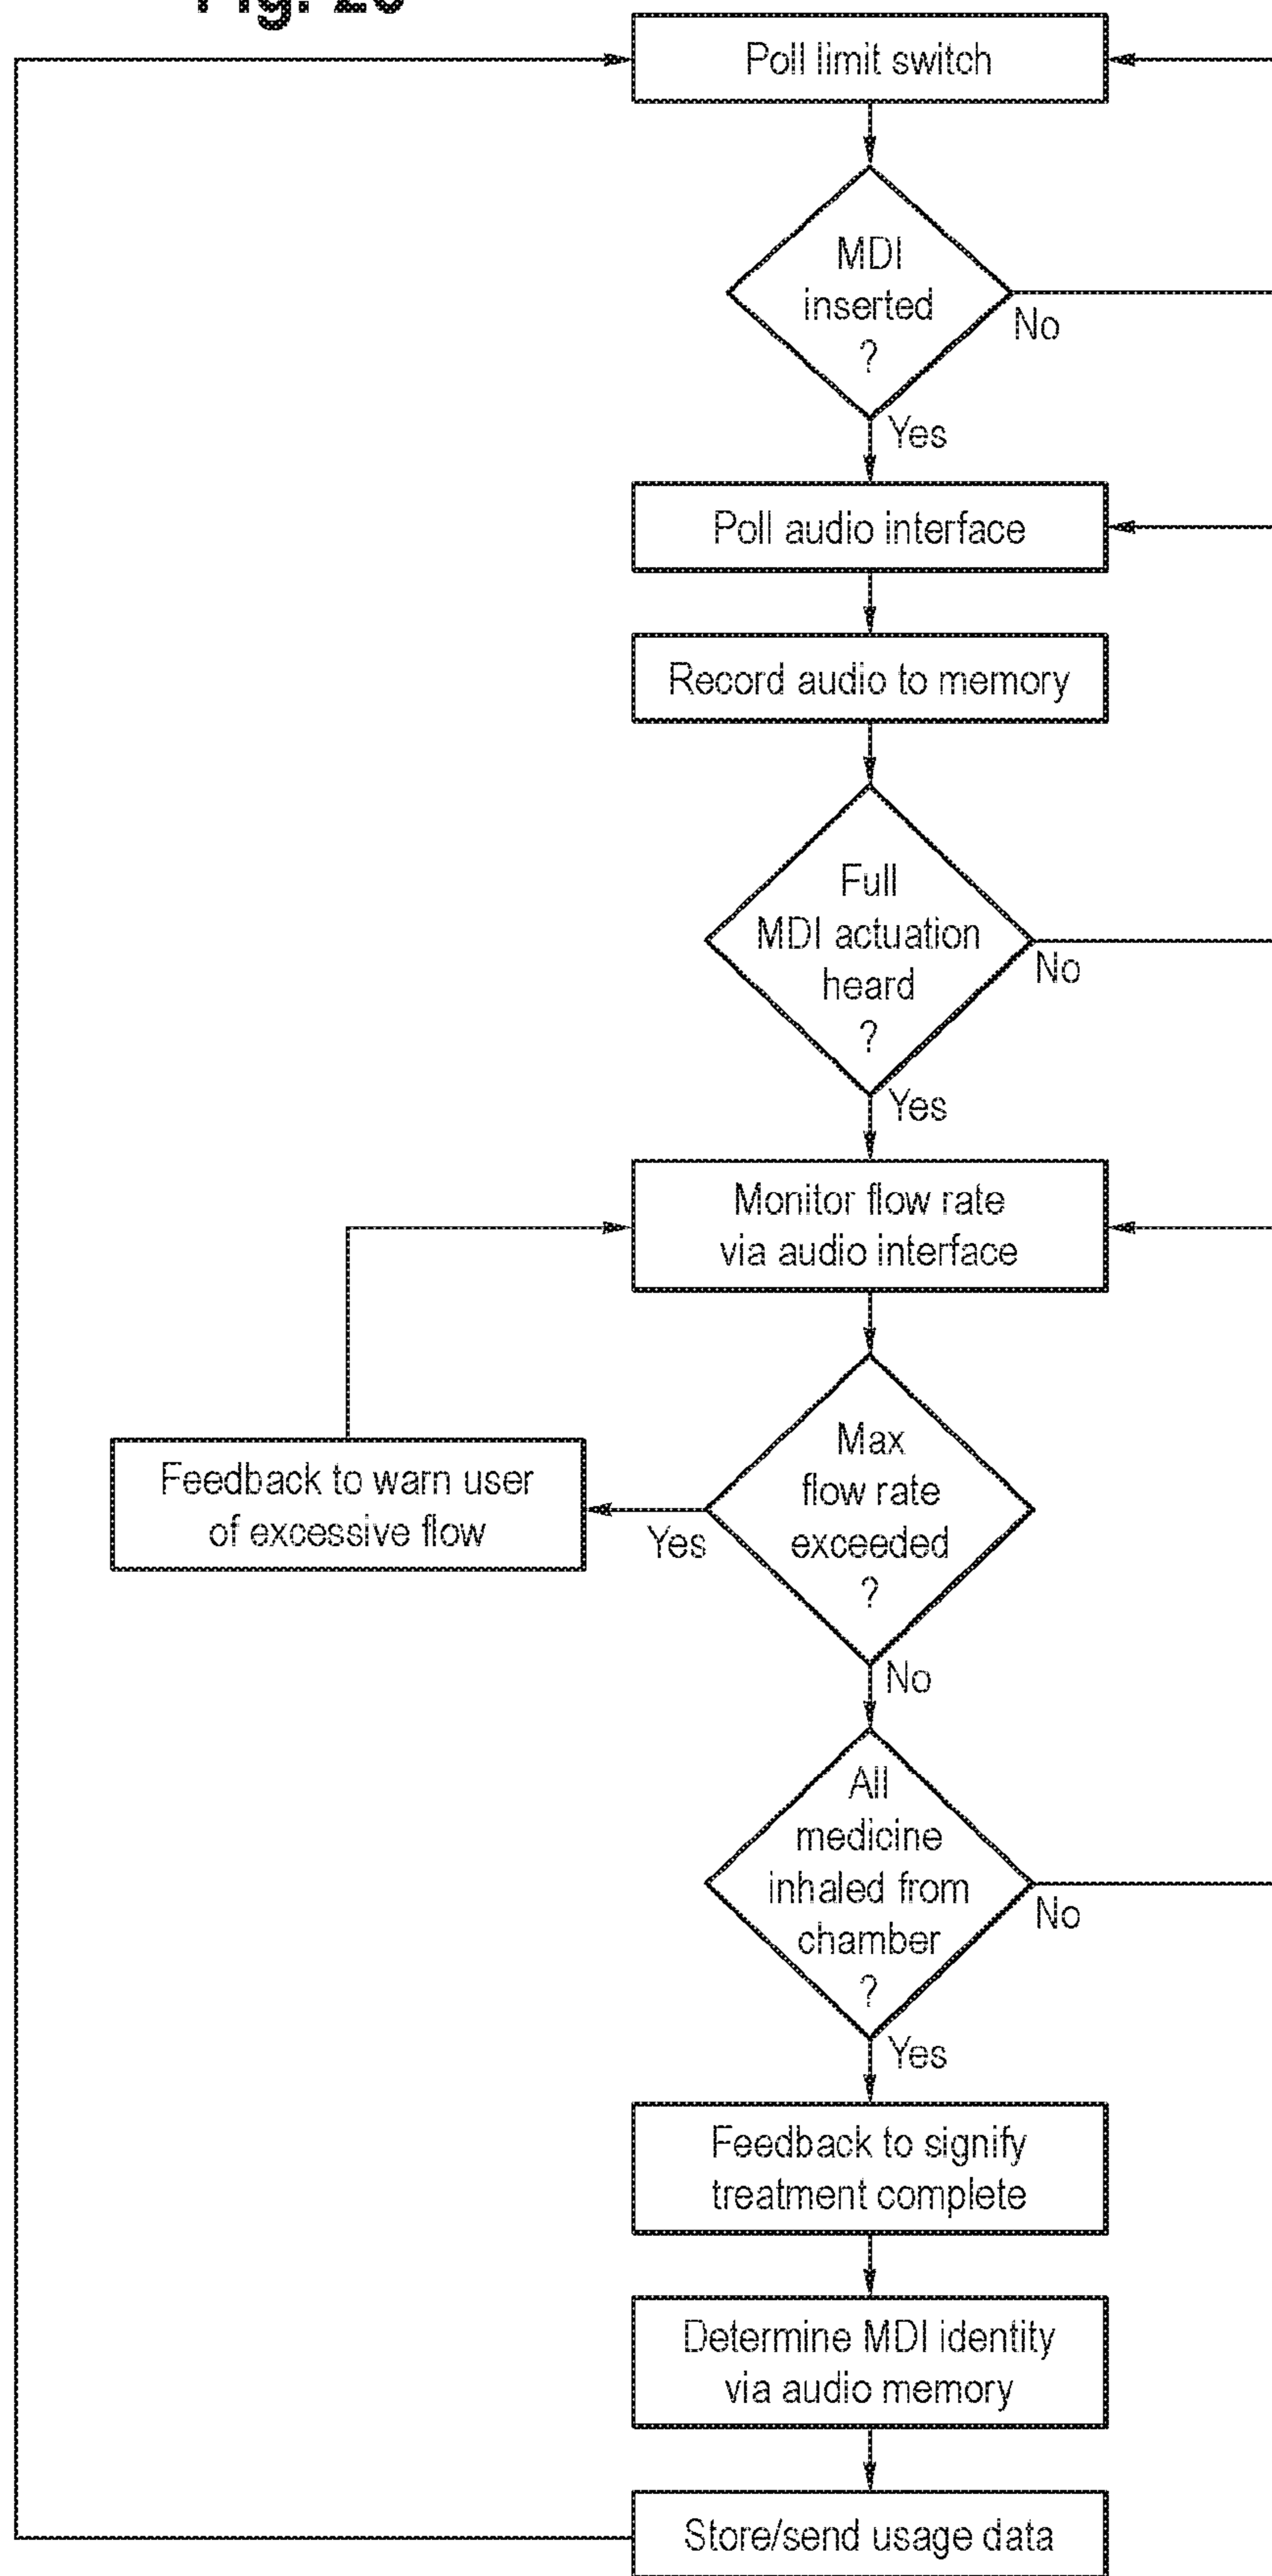 Poll limit switch
MDI
inserted
?
No
Yes
Poll audio interface
Record audio to memory
Full
MDI actuation
heard
?
No
Yes
Monitor flow rate
via audio interface
Max
flow rate
exceeded
?
Feedback to warn user
of excessive flow
Yes
No
All
medicine
inhaled from
chamber
?
No
Yes
Feedback to signify
treatment complete
Determine MDI identity
via audio memory
Store/send usage data